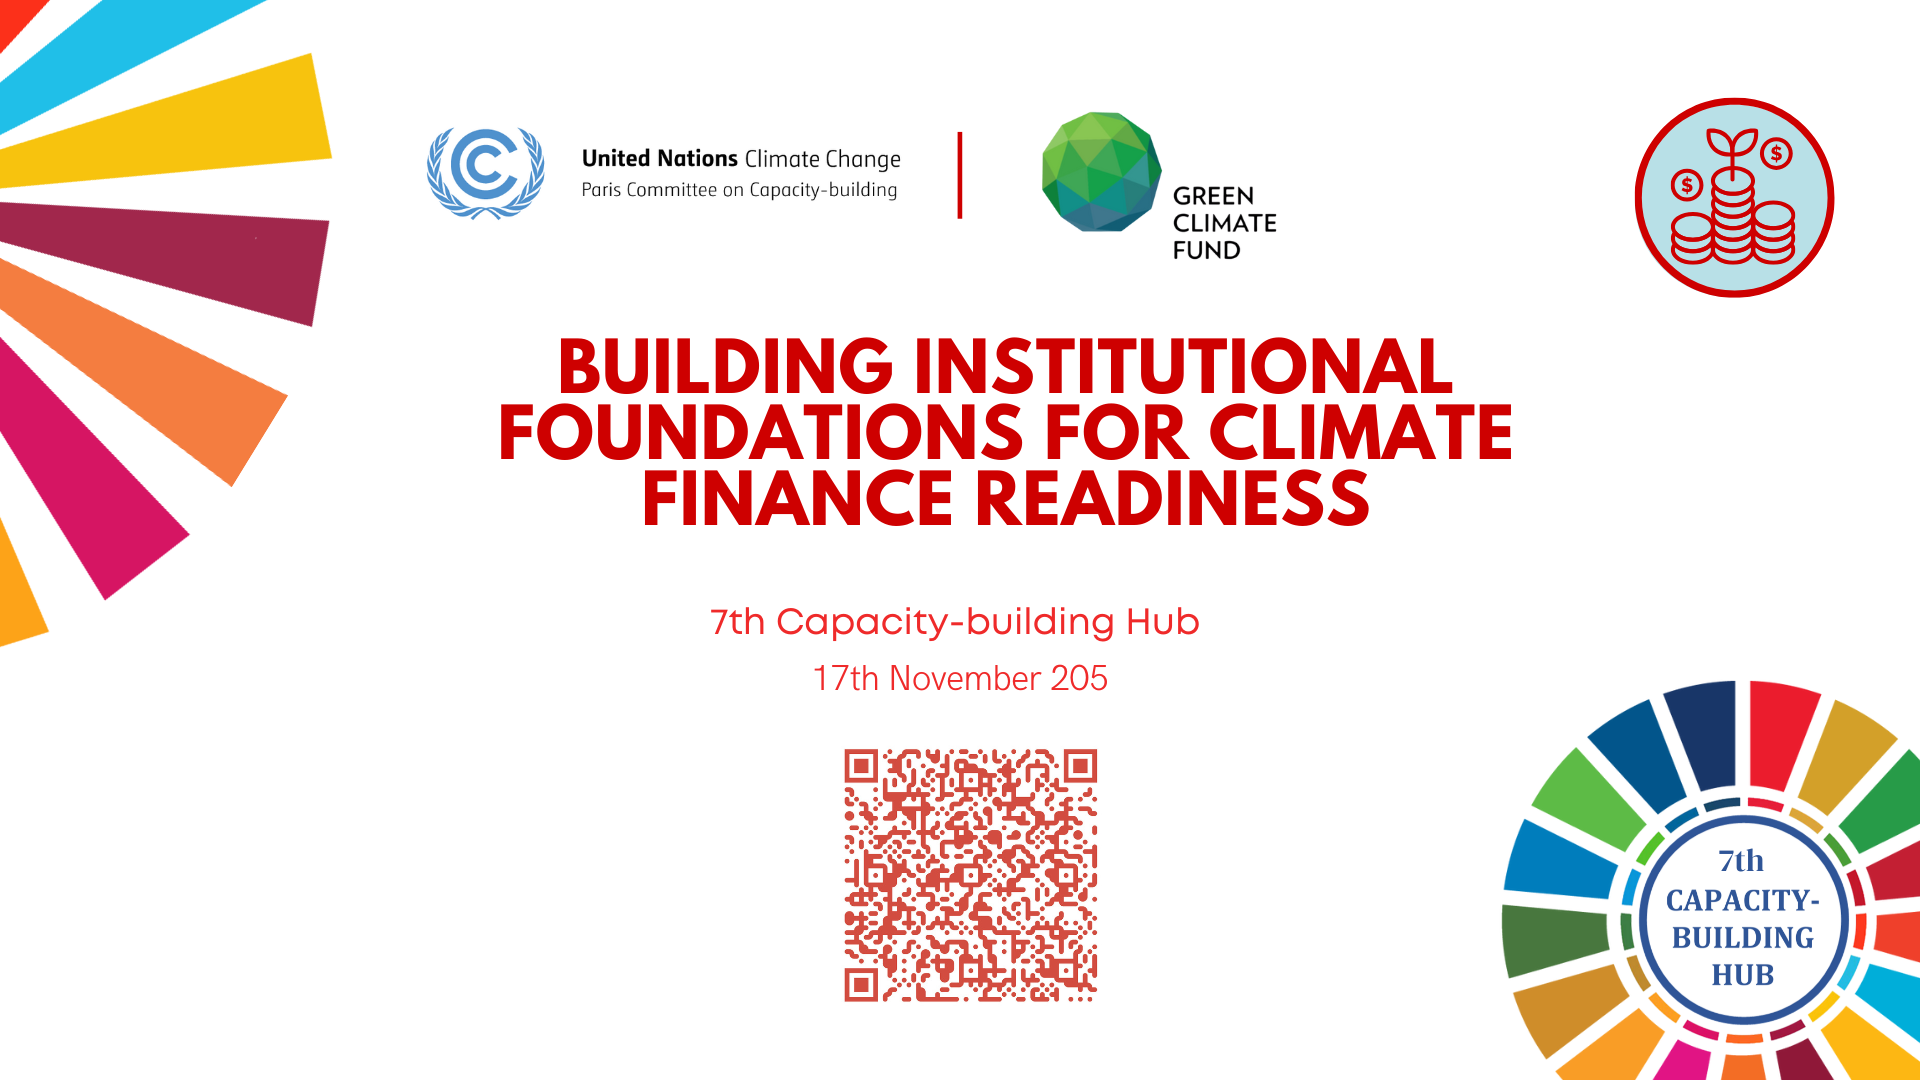 United Nations Climate Change
Paris Committee on Capacity-building
GREEN
CLIMATE
FUND
$
$
BUILDING INSTITUTIONAL
FOUNDATIONS FOR CLIMATE
FINANCE READINESS
7th Capacity-building Hub
17th November 205
7th
CAPACITY-
BUILDING
HUB